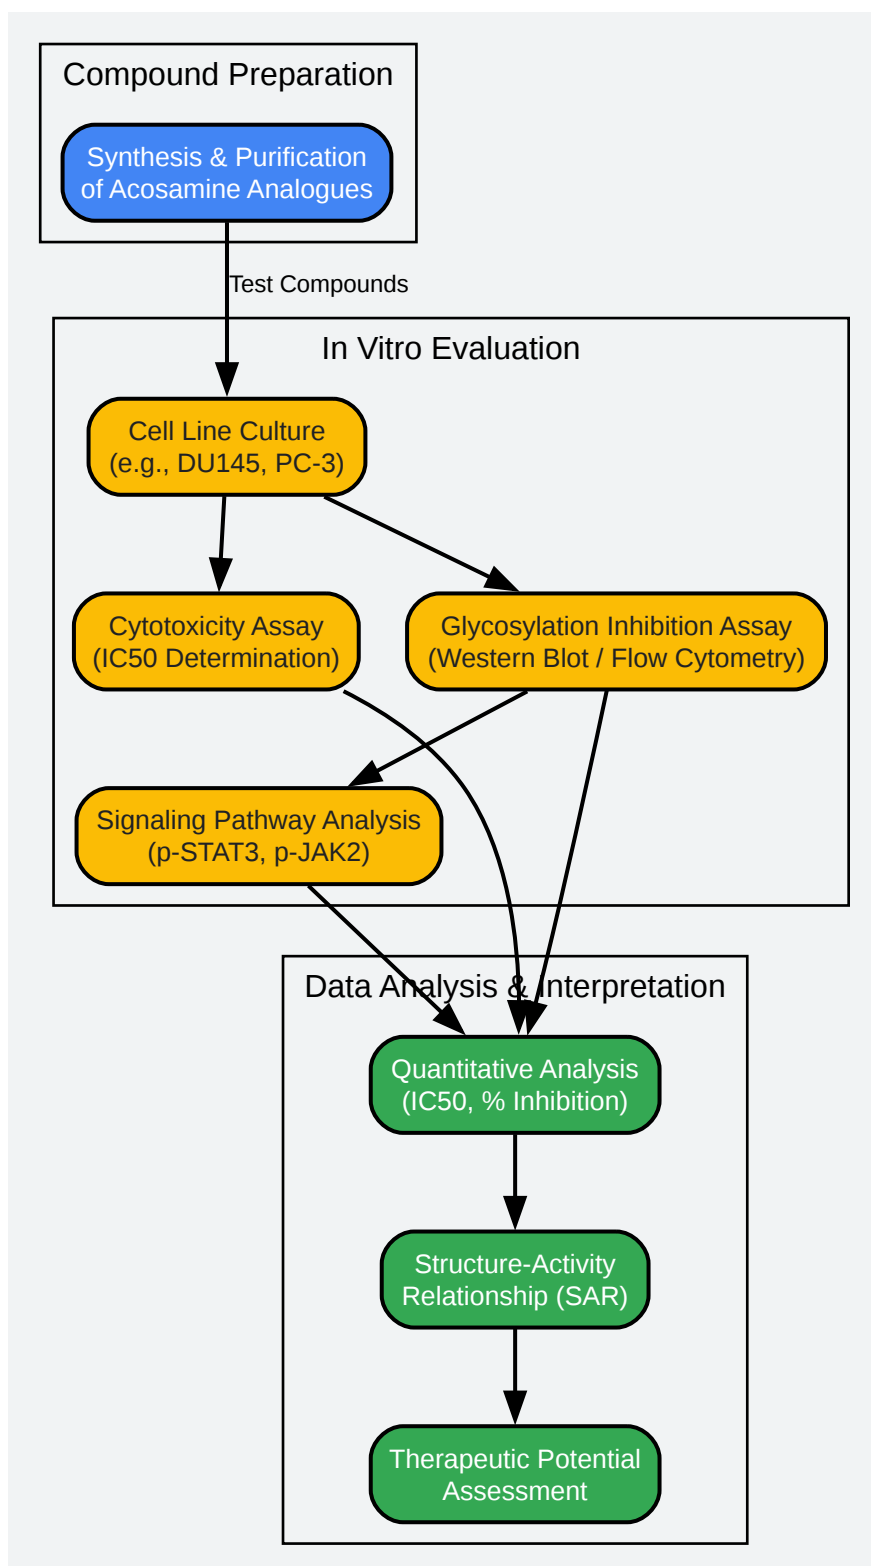 Compound Preparation
Synthesis & Purification
of Acosamine Analogues
Test Compounds
In Vitro Evaluation
Cell Line Culture
(e.g., DU145, PC-3)
Cytotoxicity Assay
(IC50 Determination)
Glycosylation Inhibition Assay
(Western Blot / Flow Cytometry)
Signaling Pathway Analysis
(p-STAT3, p-JAK2)
Data Analysis & Interpretation
Quantitative Analysis
(IC50, % Inhibition)
Structure-Activity
Relationship (SAR)
Therapeutic Potential
Assessment